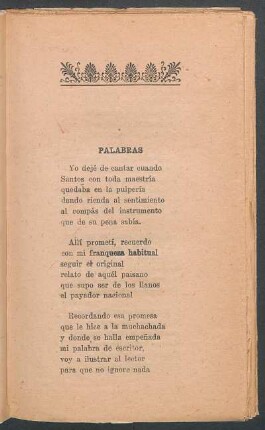 PALABRAS
Yo dejé de cantar cuando
Santos con toda maestría
quedaba en la pulpería
dando rienda al sentimiento
al compás del instrumento
que de su pena sabía.
Allí prometí, recuerdo
con mi franqueza habitual
seguir el original
relato de aquél paisano
que supo ser de los llanos
el payador nacional
Recordando esa promesa
que le hice a la muchachada
y donde se halla empeñada
mi palabra de escritor,
voy a ilustrar al lector
para que no ignore nada